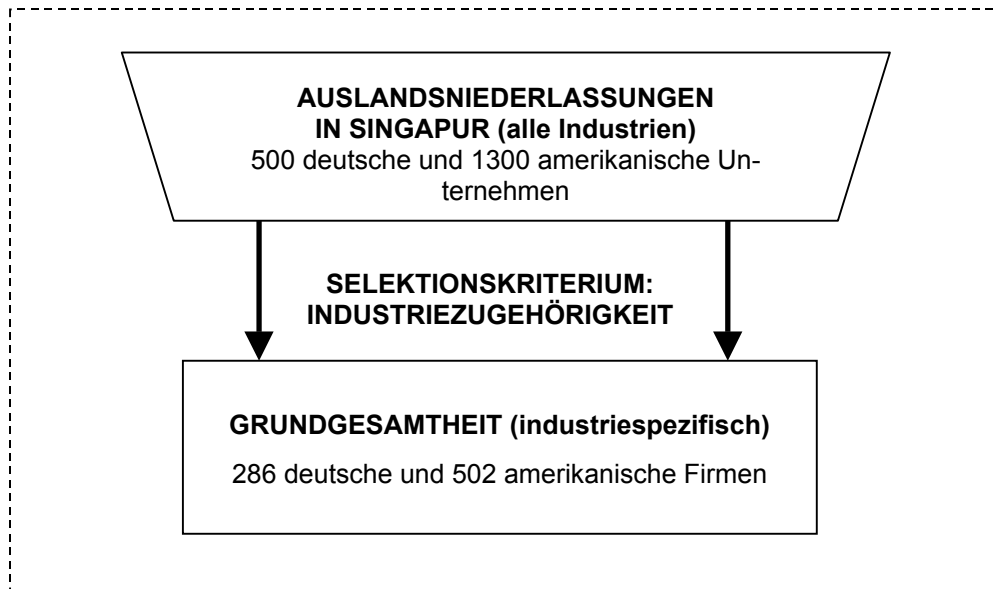 AUSLANDSNIEDERLASSUNGEN
IN SINGAPUR (alle Industrien)
500 deutsche und 1300 amerikanische Un-
ternehmen
SELEKTIONSKRITERIUM:
INDUSTRIEZUGEHÖRIGKEIT
GRUNDGESAMTHEIT (industriespezifisch)
286 deutsche und 502 amerikanische Firmen